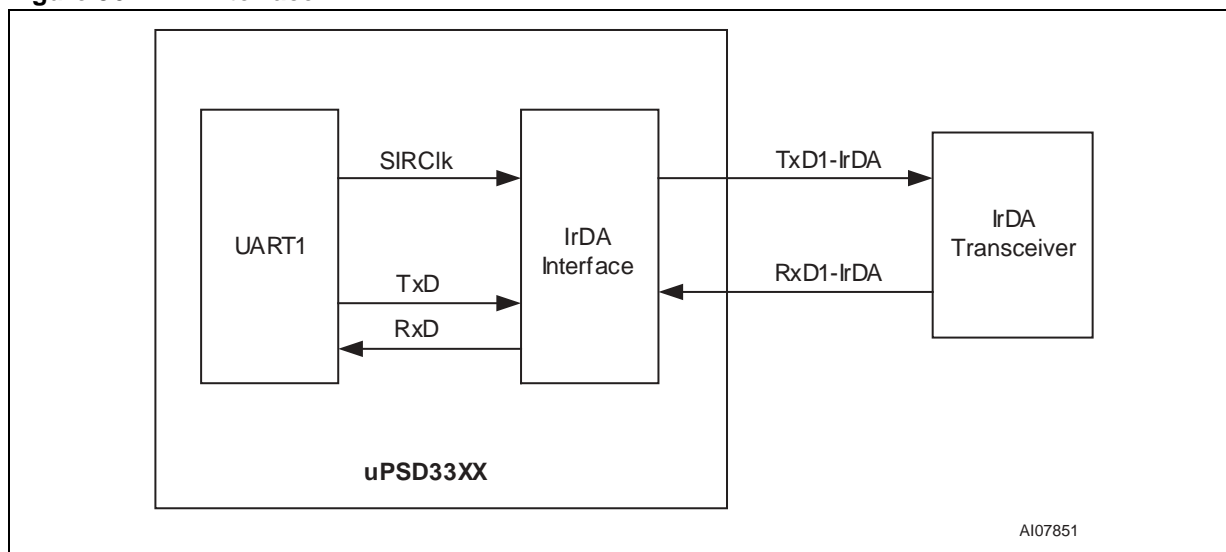 SIRClk
TxD1-IrDA
UART1
IrDA
Interface
IrDA
Transceiver
TxD
RxD1-IrDA
RxD
uPSD33XX
AI07851